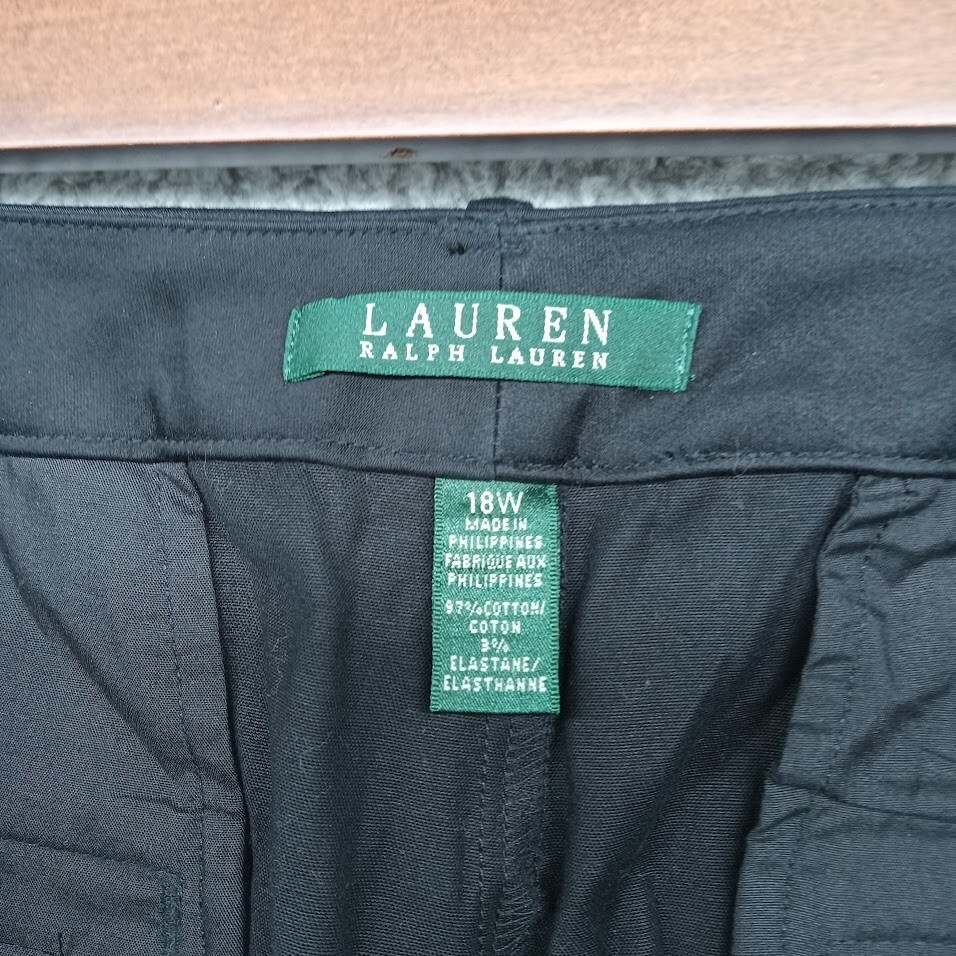 LAUREN
RALPH LAUREN
18W
MADE IN
PHILIPPINES
FABRIQUE AUX
PHILIPPINES
97% COTTON/
COTON
3%
ELASTANE/
ELASTHANNE